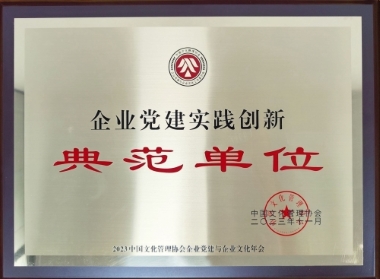 企业党建实践创新
典范单位
中国文化管理协会
二〇二三年十一月
2023中国文化管理协会企业党建与企业文化年会